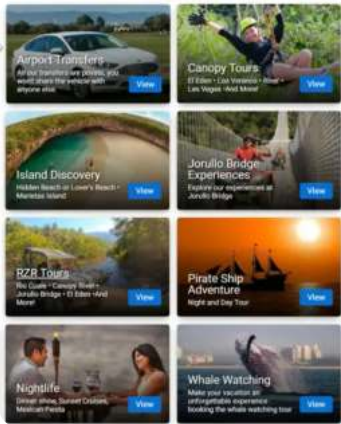 Airport Transfers
All our transfers are private, you
wont share the vehicle with
anyone else
View
Canopy Tours
El Eden • Los Veranos • River •
Las Vegas •And More!
View
Island Discovery
Hidden Beach or Lover's Beach •
Marietas Island
View
Jorullo Bridge
Experiences
Explore our experiences at
Jorullo Bridge
View
RZR Tours
Rio Cuale • Canopy River •
Jorullo Bridge • El Eden •And
More!
View
Pirate Ship
Adventure
Night and Day Tour
View
Nightlife
Dinner show, Sunset Cruises,
Mexican Fiesta
View
Whale Watching
Make your vacation an
unforgettable experience
booking the whale watching tour
View